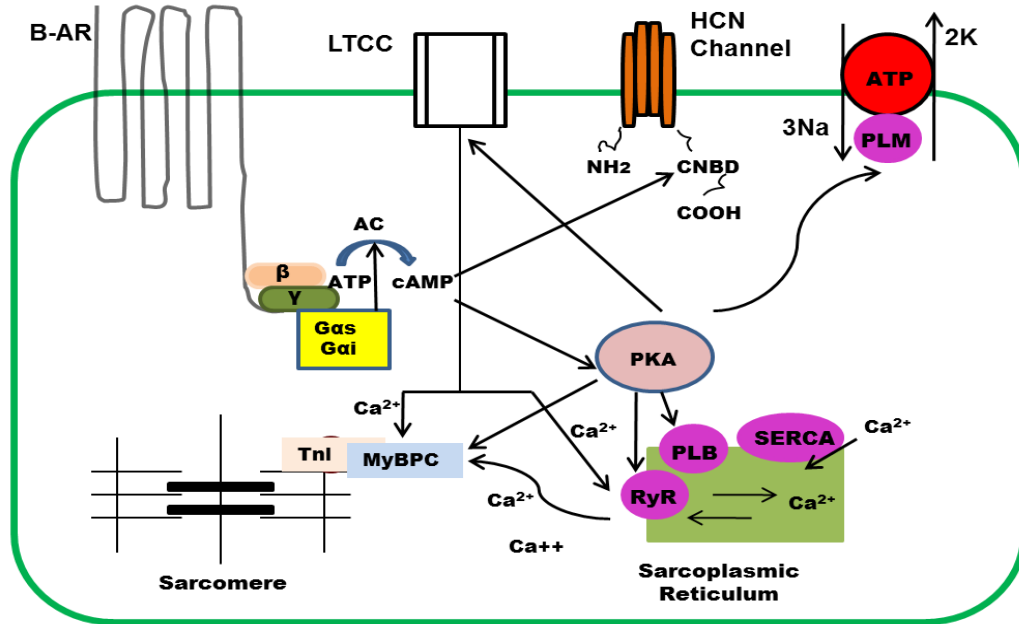 B-AR
LTCC
HCN
Channel
2K
ATP
3Na
PLM
NH2
CNBD
COOH
AC
β
ATP
cAMP
Y
Gαs
Gαi
PKA
Ca²⁺
Ca²⁺
SERCA
Ca²⁺
TnI
MyBPC
PLB
RyR
Ca²⁺
Ca²⁺
Ca++
Sarcomere
Sarcoplasmic
Reticulum